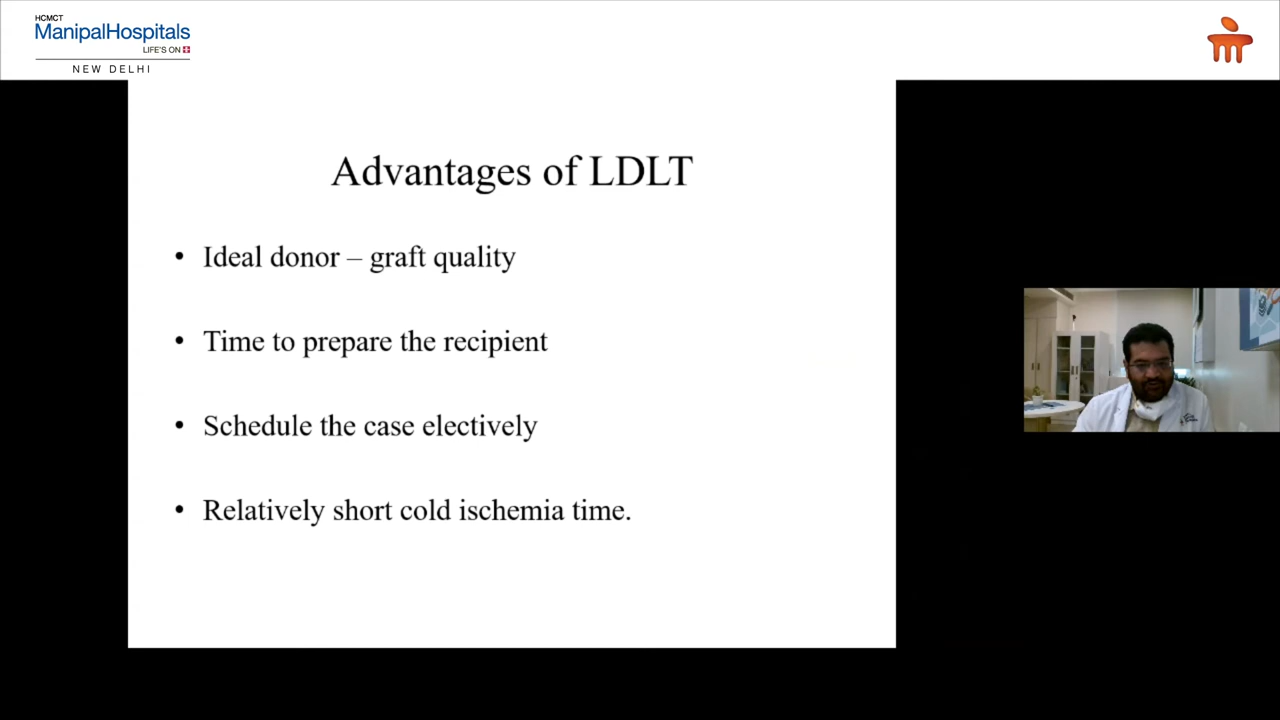 HCMCT
ManipalHospitals
LIFE'S ON
NEW DELHI
Advantages of LDLT
• Ideal donor – graft quality
• Time to prepare the recipient
• Schedule the case electively
• Relatively short cold ischemia time.